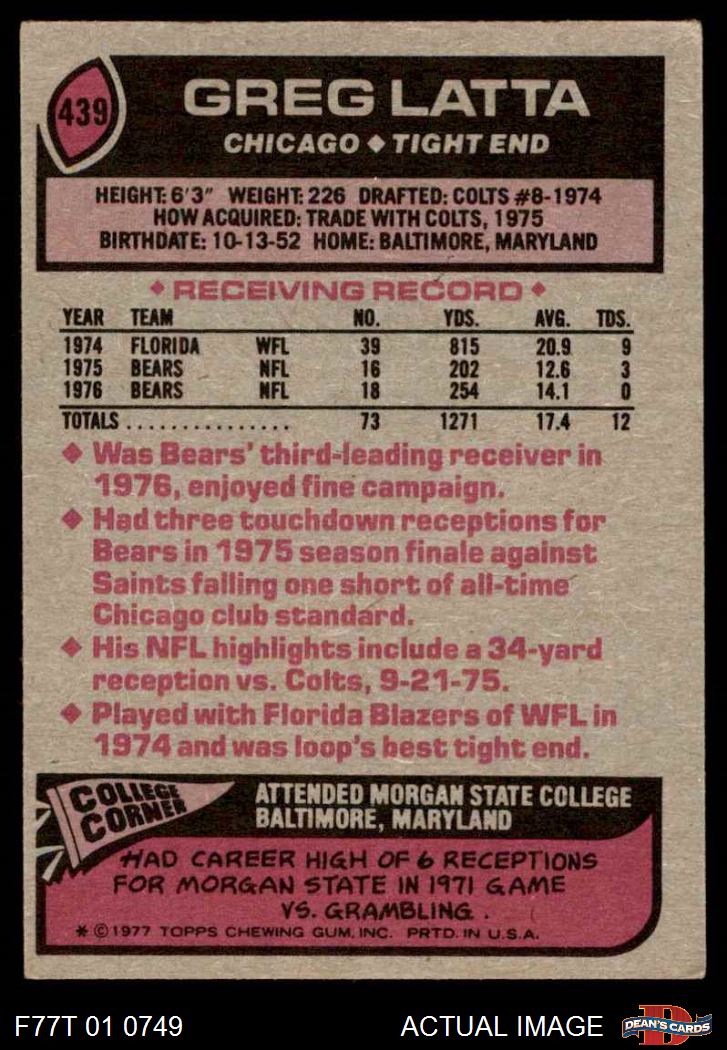 439
GREG LATTA
CHICAGO ◆ TIGHT END
HEIGHT: 6'3" WEIGHT: 226 DRAFTED: COLTS #8-1974
HOW ACQUIRED: TRADE WITH COLTS, 1975
BIRTHDATE: 10-13-52 HOME: BALTIMORE, MARYLAND
◆ RECEIVING RECORD ◆
YEAR TEAM NO. YDS. AVG. TDS.
1974 FLORIDA WFL 39 815 20.9 9
1975 BEARS NFL 16 202 12.6 3
1976 BEARS NFL 18 254 14.1 0
TOTALS ............... 73 1271 17.4 12
◆ Was Bears' third-leading receiver in
1976, enjoyed fine campaign.
◆ Had three touchdown receptions for
Bears in 1975 season finale against
Saints falling one short of all-time
Chicago club standard.
◆ His NFL highlights include a 34-yard
reception vs. Colts, 9-21-75.
◆ Played with Florida Blazers of WFL in
1974 and was loop's best tight end.
COLLEGE
CORNER
ATTENDED MORGAN STATE COLLEGE
BALTIMORE, MARYLAND
HAD CAREER HIGH OF 6 RECEPTIONS
FOR MORGAN STATE IN 1971 GAME
VS. GRAMBLING.
* © 1977 TOPPS CHEWING GUM, INC. PRTD. IN U.S.A.
F77T 01 0749
ACTUAL IMAGE
D
DEAN'S CARDS